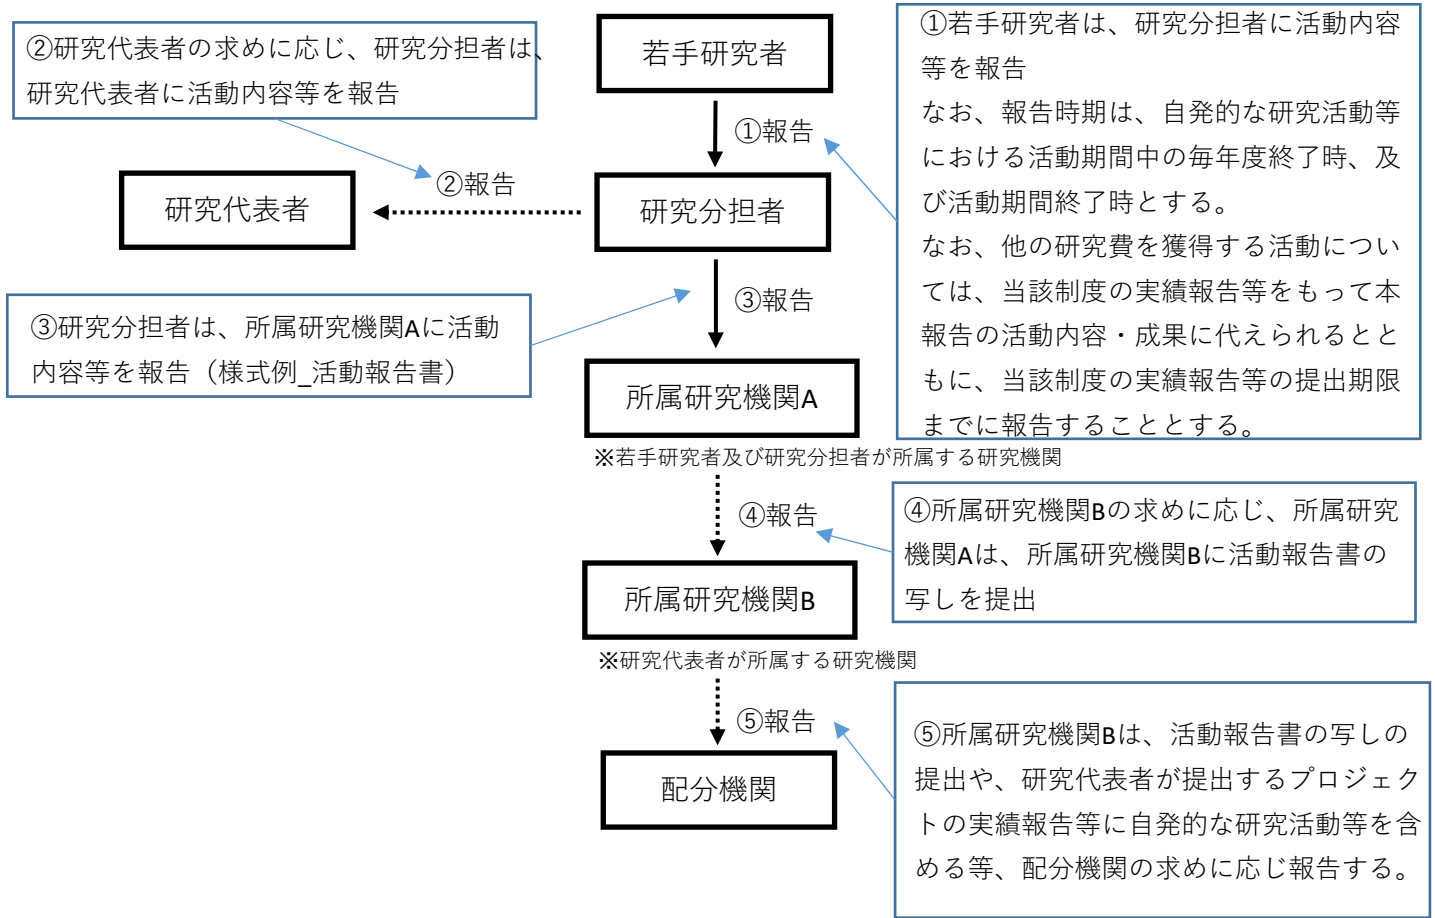 ②研究代表者の求めに応じ、研究分担者は、
研究代表者に活動内容等を報告
若手研究者
①報告
①若手研究者は、研究分担者に活動内容
等を報告
なお、報告時期は、自発的な研究活動等
における活動期間中の毎年度終了時、及
び活動期間終了時とする。
なお、他の研究費を獲得する活動につい
ては、当該制度の実績報告等をもって本
報告の活動内容・成果に代えられるとと
もに、当該制度の実績報告等の提出期限
までに報告することとする。
研究代表者
②報告
研究分担者
③研究分担者は、所属研究機関Aに活動
内容等を報告（様式例_活動報告書）
③報告
所属研究機関A
※若手研究者及び研究分担者が所属する研究機関
④報告
④所属研究機関Bの求めに応じ、所属研究
機関Aは、所属研究機関Bに活動報告書の
写しを提出
所属研究機関B
※研究代表者が所属する研究機関
⑤報告
⑤所属研究機関Bは、活動報告書の写しの
提出や、研究代表者が提出するプロジェク
トの実績報告等に自発的な研究活動等を含
める等、配分機関の求めに応じ報告する。
配分機関